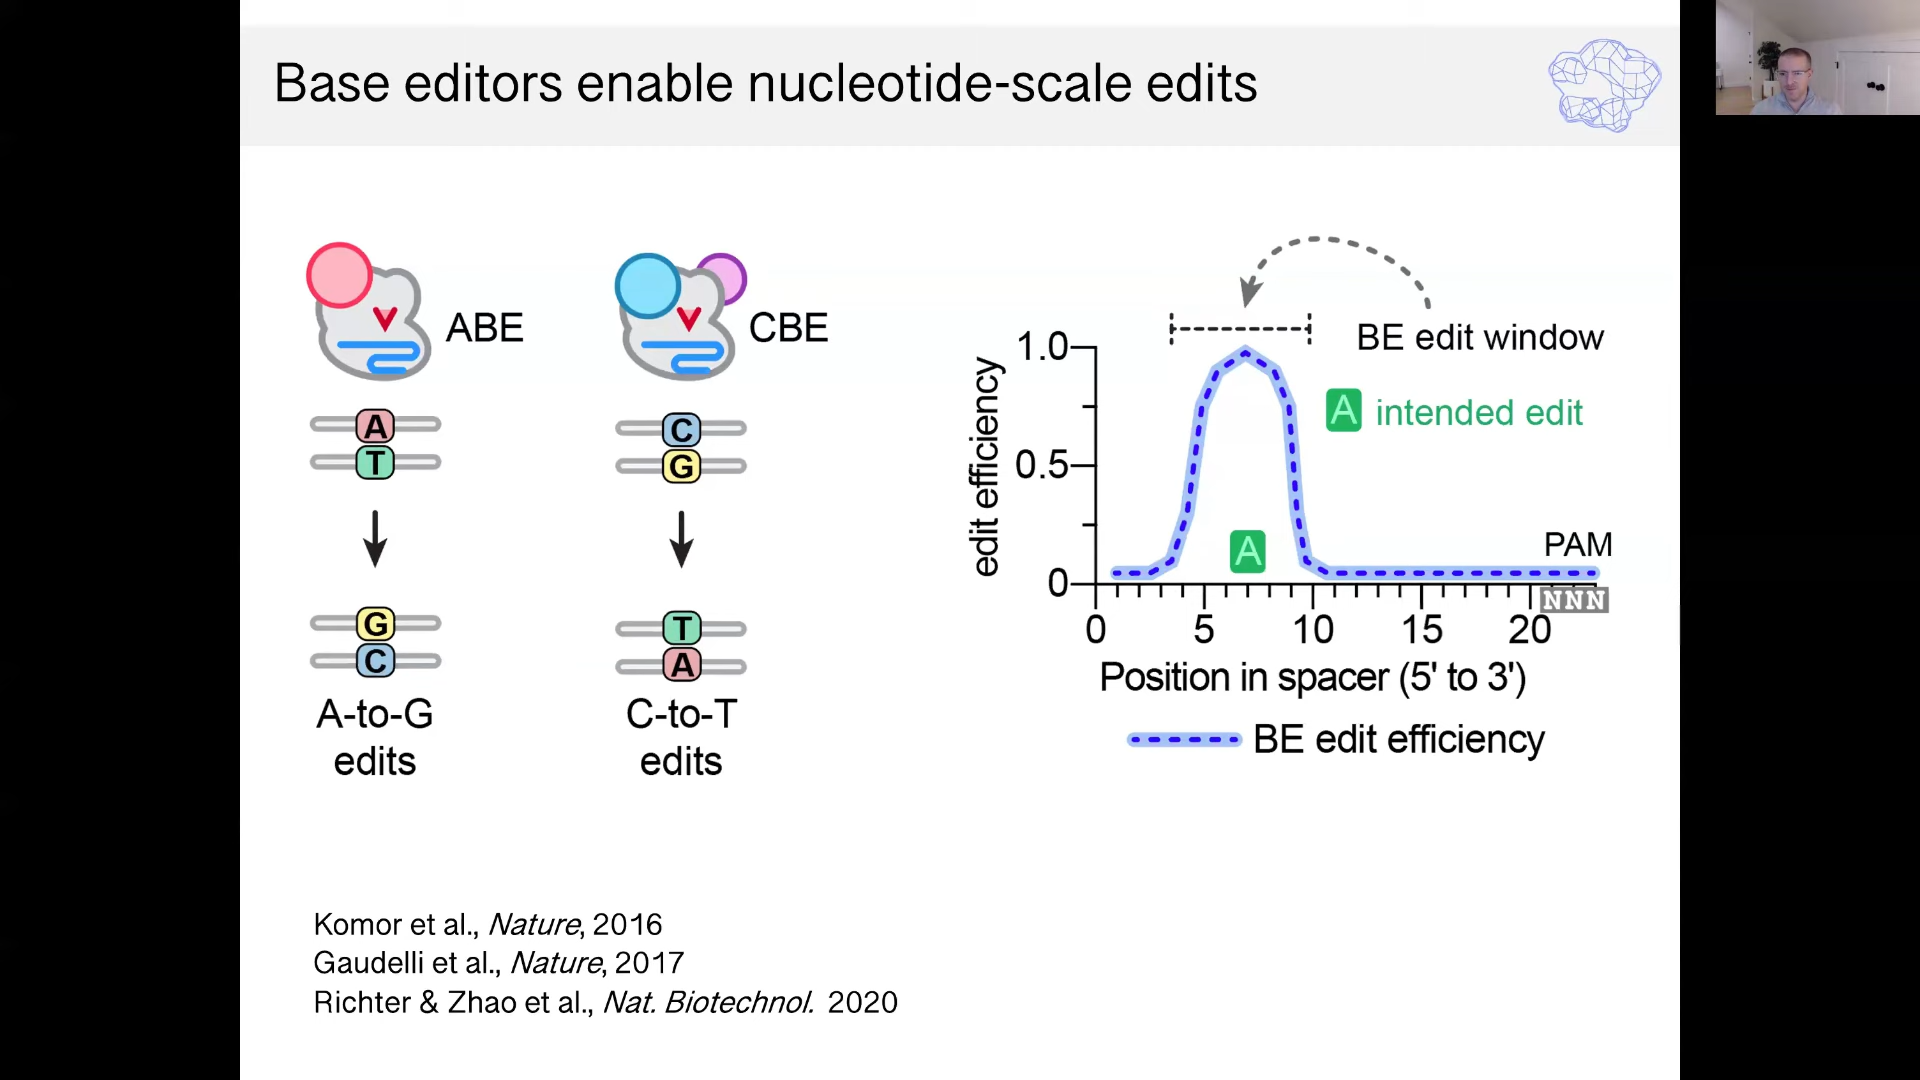 Base editors enable nucleotide-scale edits
ABE
CBE
A
T
C
G
G
C
T
A
A-to-G
edits
C-to-T
edits
BE edit window
A intended edit
edit efficiency
1.0
0.5
0
A
PAM
NNN
0 5 10 15 20
Position in spacer (5' to 3')
BE edit efficiency
Komor et al., Nature, 2016
Gaudelli et al., Nature, 2017
Richter & Zhao et al., Nat. Biotechnol. 2020